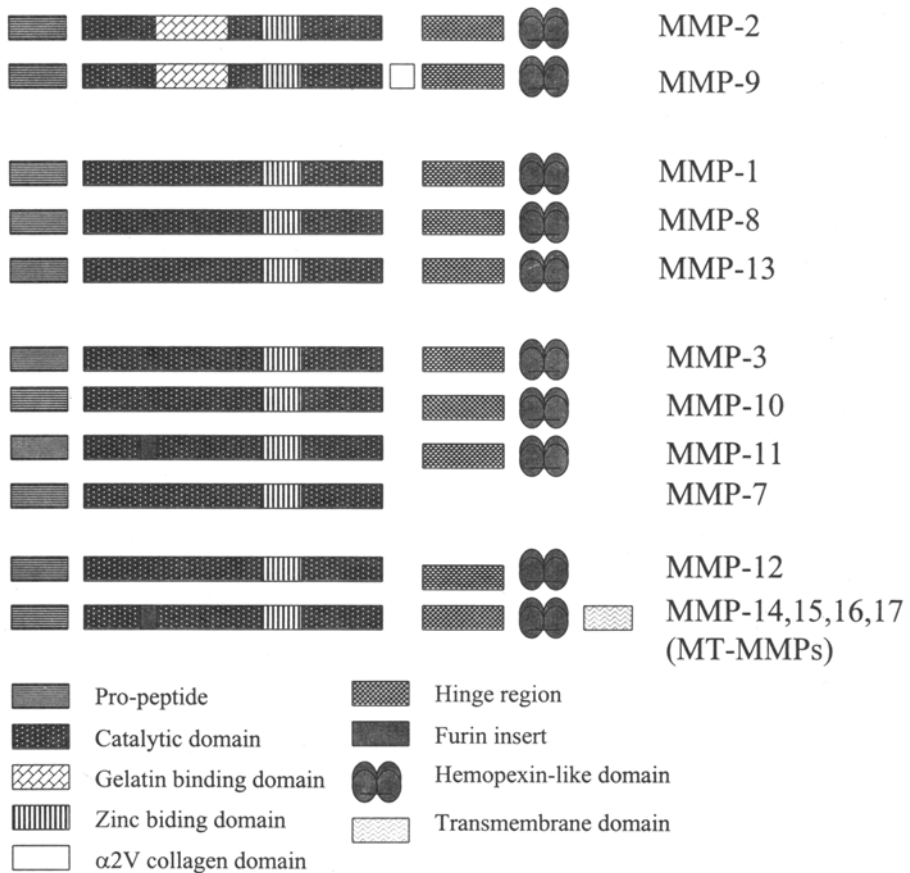 MMP-2
MMP-9
MMP-1
MMP-8
MMP-13
MMP-3
MMP-10
MMP-11
MMP-7
MMP-12
MMP-14,15,16,17
(MT-MMPs)
Pro-peptide
Catalytic domain
Gelatin binding domain
Zinc biding domain
α2V collagen domain
Hinge region
Furin insert
Hemopexin-like domain
Transmembrane domain